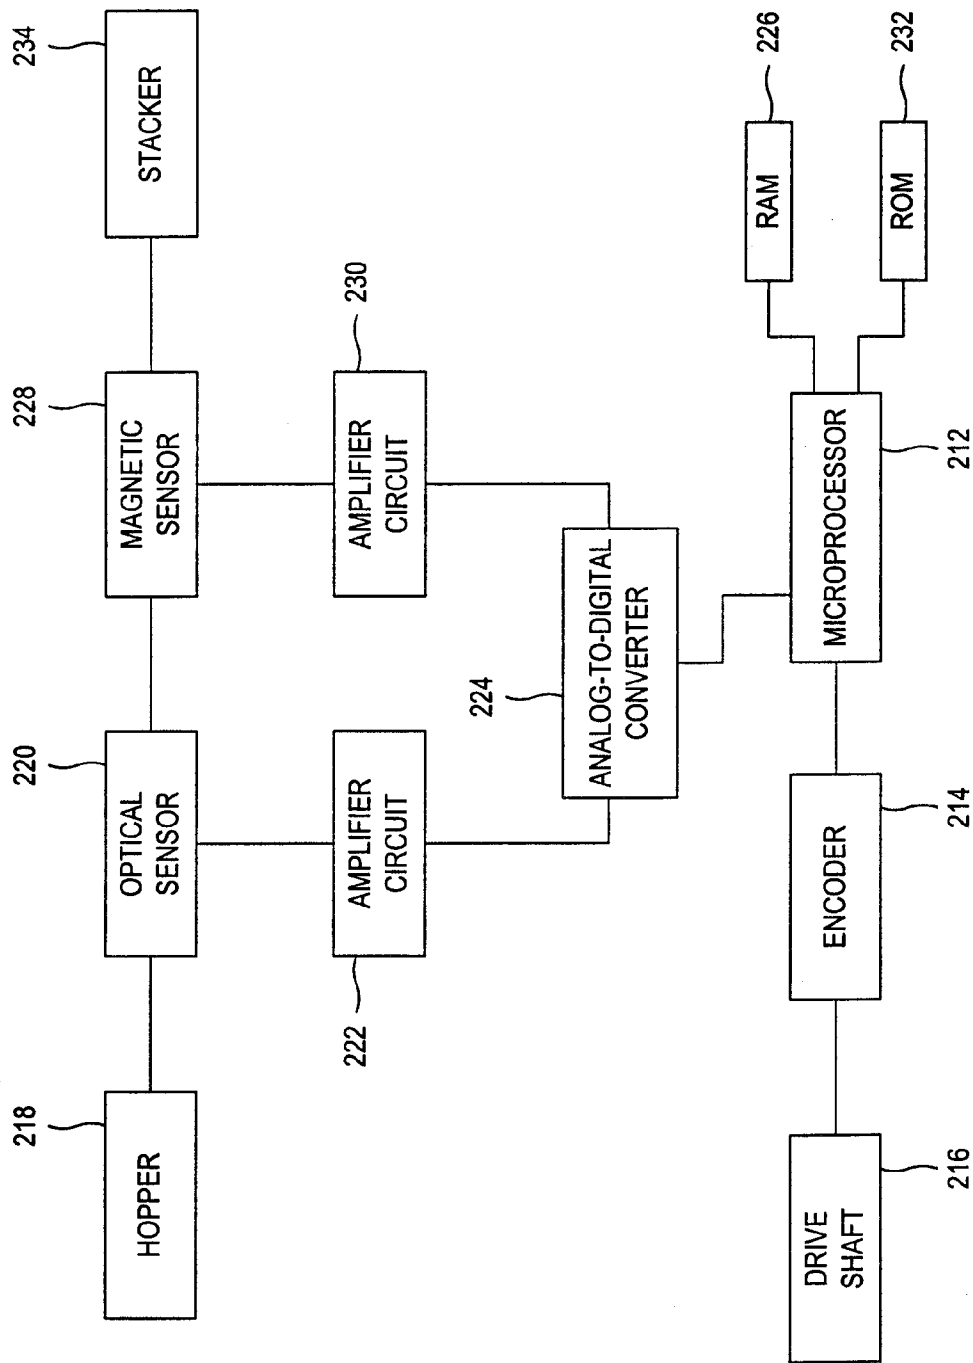 218
220
228
234
HOPPER
OPTICAL
SENSOR
MAGNETIC
SENSOR
STACKER
222
AMPLIFIER
CIRCUIT
AMPLIFIER
CIRCUIT
230
224
ANALOG-TO-DIGITAL
CONVERTER
226
RAM
DRIVE
SHAFT
ENCODER
MICROPROCESSOR
ROM
232
216
214
212